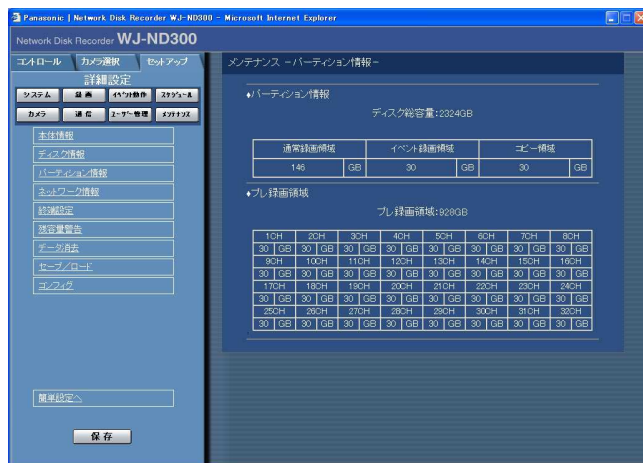 Panasonic | Network Disk Recorder WJ-ND300 - Microsoft Internet Explorer
Network Disk Recorder WJ-ND300
コントロール カメラ選択 セットアップ
詳細設定
システム 録画 イベント動作 スケジュール
カメラ 通信 ユーザー管理 メンテナンス
本体情報
ディスク情報
パーティション情報
ネットワーク情報
終端設定
残容量警告
データ消去
セーブ/ロード
コンフィグ
簡単設定へ
保存
メンテナンス -パーティション情報-
♦パーティション情報
ディスク総容量:2324GB
通常録画領域 イベント録画領域 コピー領域
146 GB 30 GB 30 GB
♦プレ録画領域
プレ録画領域:928GB
1CH 2CH 3CH 4CH 5CH 6CH 7CH 8CH
30 GB 30 GB 30 GB 30 GB 30 GB 30 GB 30 GB 30 GB
9CH 10CH 11CH 12CH 13CH 14CH 15CH 16CH
30 GB 30 GB 30 GB 30 GB 30 GB 30 GB 30 GB 30 GB
17CH 18CH 19CH 20CH 21CH 22CH 23CH 24CH
30 GB 30 GB 30 GB 30 GB 30 GB 30 GB 30 GB 30 GB
25CH 26CH 27CH 28CH 29CH 30CH 31CH 32CH
30 GB 30 GB 30 GB 30 GB 30 GB 30 GB 30 GB 30 GB